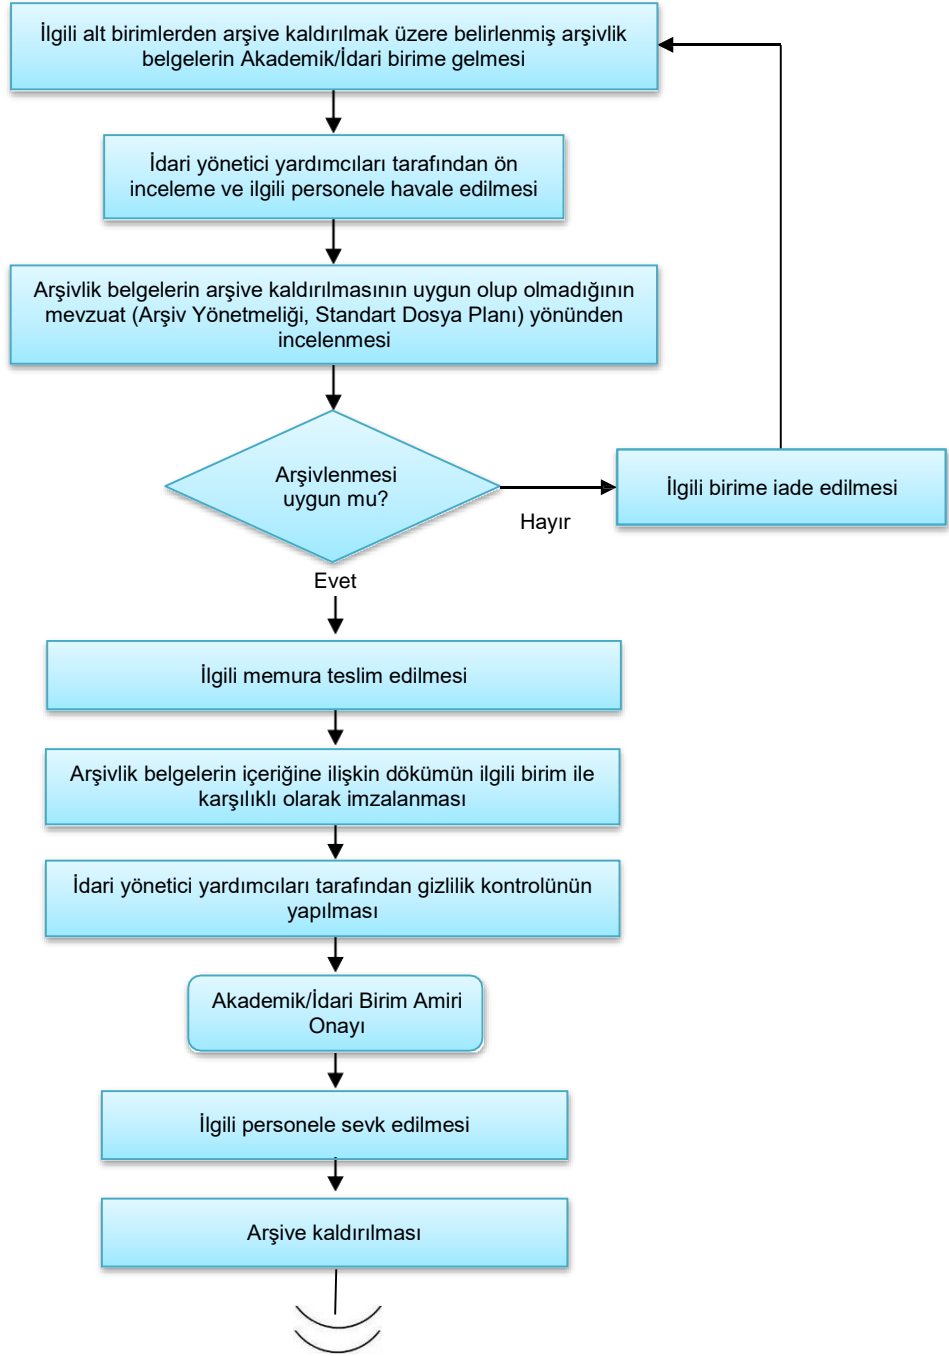 İlgili alt birimlerden arşive kaldırılmak üzere belirlenmiş arşivlik
belgelerin Akademik/İdari birime gelmesi
İdari yönetici yardımcıları tarafından ön
inceleme ve ilgili personele havale edilmesi
Arşivlik belgelerin arşive kaldırılmasının uygun olup olmadığının
mevzuat (Arşiv Yönetmeliği, Standart Dosya Planı) yönünden
incelenmesi
Arşivlenmesi
uygun mu?
İlgili birime iade edilmesi
Hayır
Evet
İlgili memura teslim edilmesi
Arşivlik belgelerin içeriğine ilişkin dökümün ilgili birim ile
karşılıklı olarak imzalanması
İdari yönetici yardımcıları tarafından gizlilik kontrolünün
yapılması
Akademik/İdari Birim Amiri
Onayı
İlgili personele sevk edilmesi
Arşive kaldırılması